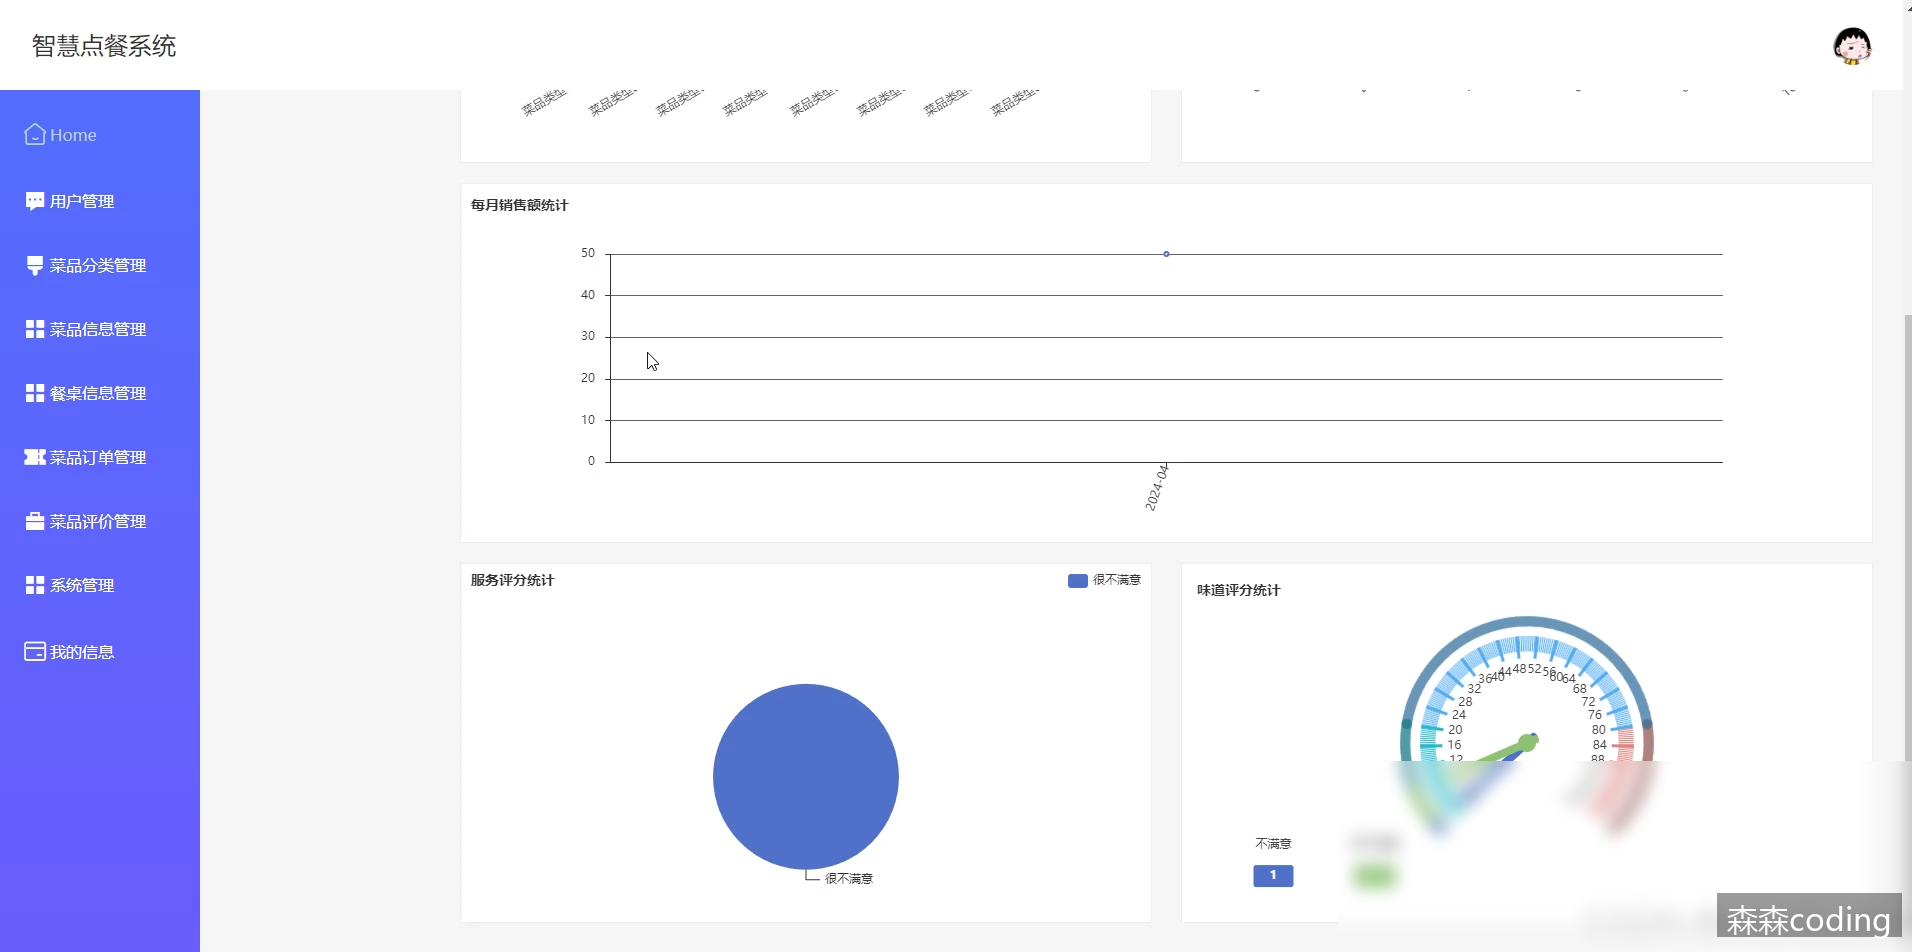 智慧点餐系统
Home
用户管理
菜品分类管理
菜品信息管理
餐桌信息管理
菜品订单管理
菜品评价管理
系统管理
我的信息
菜品类型 菜品类型 菜品类型 菜品类型 菜品类型 菜品类型 菜品类型 菜品类型
每月销售额统计
50
40
30
20
10
0
2024-04
服务评分统计
很不满意
很不满意
味道评分统计
12
16
20
24
28
32
36
40
44
48
52
56
60
64
68
72
76
80
84
88
不满意
1
森森coding